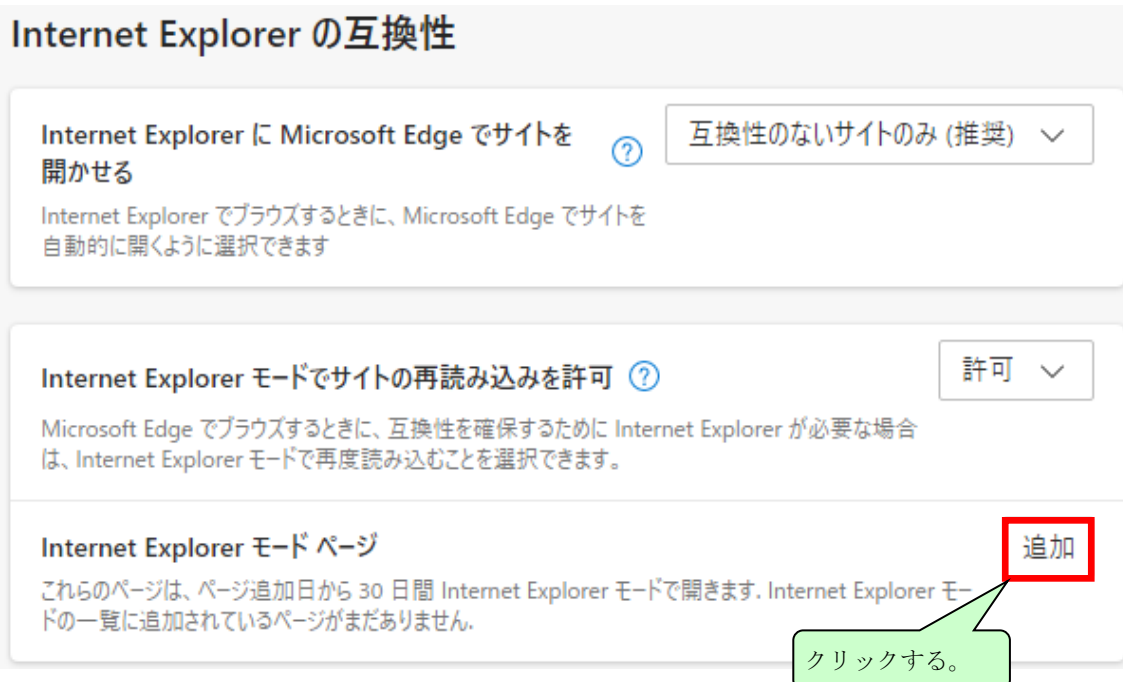 Internet Explorer の互換性
Internet Explorer に Microsoft Edge でサイトを
開かせる
互換性のないサイトのみ (推奨)
Internet Explorer でブラウズするときに、Microsoft Edge でサイトを
自動的に開くように選択できます
Internet Explorer モードでサイトの再読み込みを許可
許可
Microsoft Edge でブラウズするときに、互換性を確保するために Internet Explorer が必要な場合
は、Internet Explorer モードで再度読み込むことを選択できます。
Internet Explorer モード ページ
追加
これらのページは、ページ追加日から 30 日間 Internet Explorer モードで開きます. Internet Explorer モー
ドの一覧に追加されているページがまだありません.
クリックする。